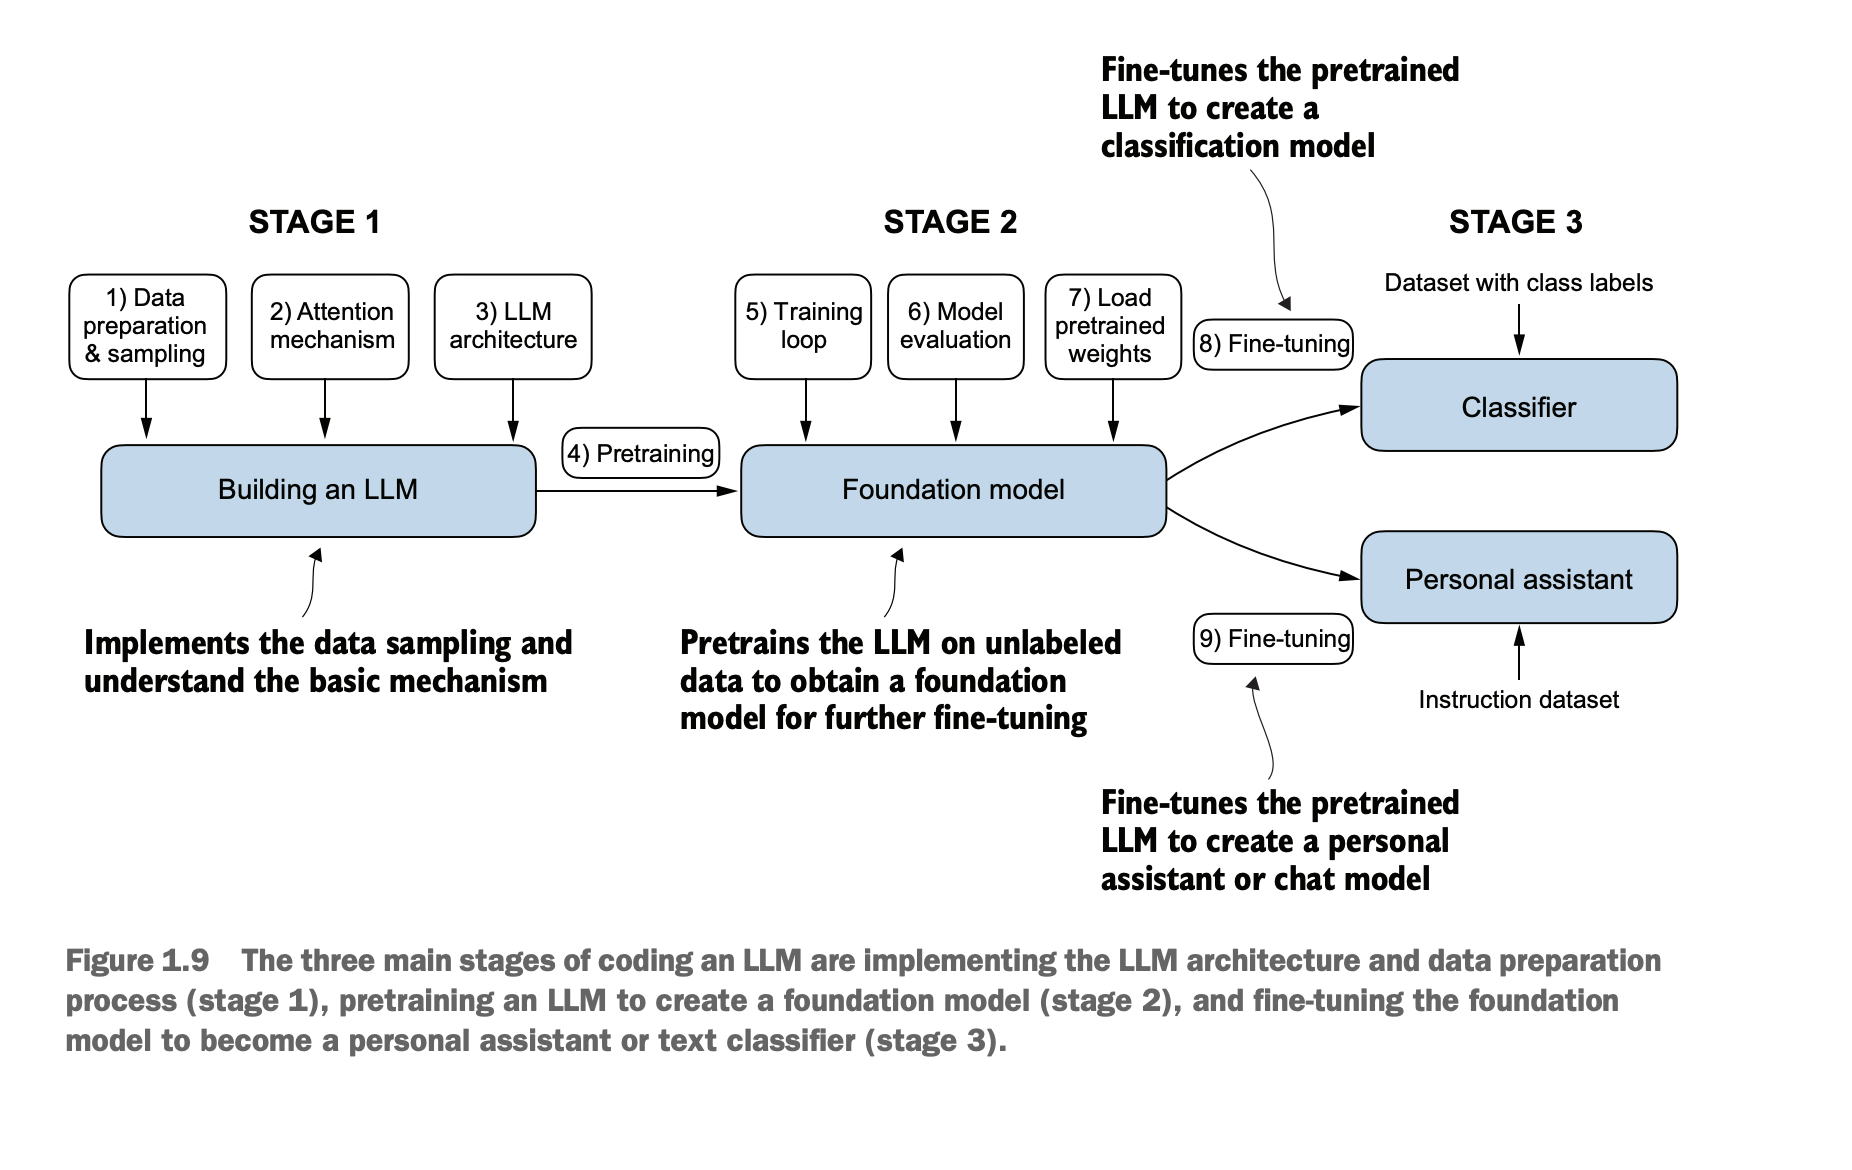 Fine-tunes the pretrained
LLM to create a
classification model
STAGE 1
STAGE 2
STAGE 3
1) Data
preparation
& sampling
2) Attention
mechanism
3) LLM
architecture
5) Training
loop
6) Model
evaluation
7) Load
pretrained
weights
8) Fine-tuning
Dataset with class labels
Classifier
4) Pretraining
Building an LLM
Foundation model
Personal assistant
9) Fine-tuning
Instruction dataset
Implements the data sampling and
understand the basic mechanism
Pretrains the LLM on unlabeled
data to obtain a foundation
model for further fine-tuning
Fine-tunes the pretrained
LLM to create a personal
assistant or chat model
Figure 1.9 The three main stages of coding an LLM are implementing the LLM architecture and data preparation
process (stage 1), pretraining an LLM to create a foundation model (stage 2), and fine-tuning the foundation
model to become a personal assistant or text classifier (stage 3).